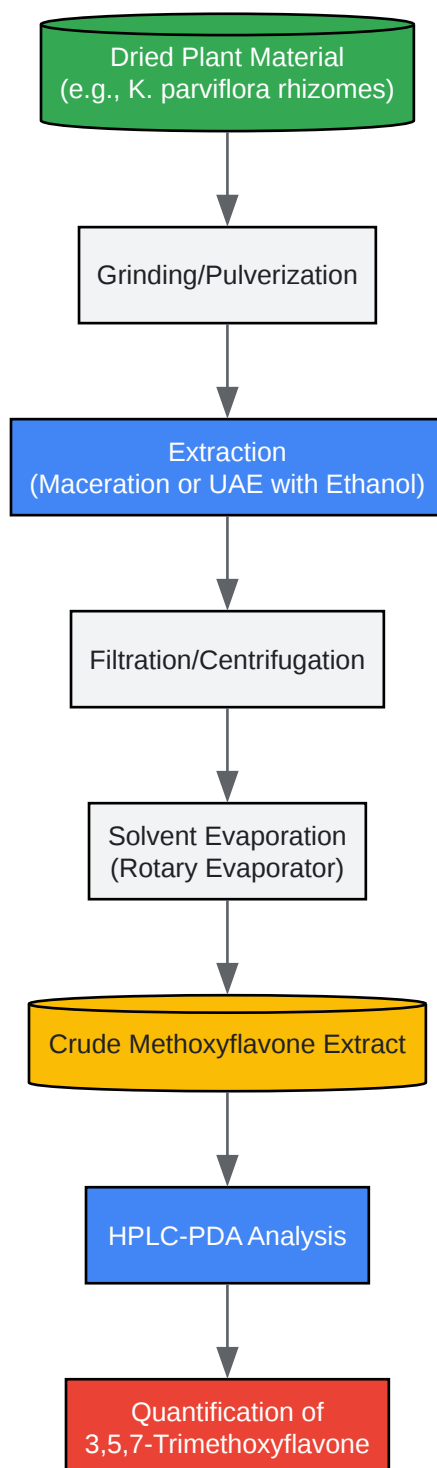 Dried Plant Material
(e.g., K. parviflora rhizomes)
Grinding/Pulverization
Extraction
(Maceration or UAE with Ethanol)
Filtration/Centrifugation
Solvent Evaporation
(Rotary Evaporator)
Crude Methoxyflavone Extract
HPLC-PDA Analysis
Quantification of
3,5,7-Trimethoxyflavone